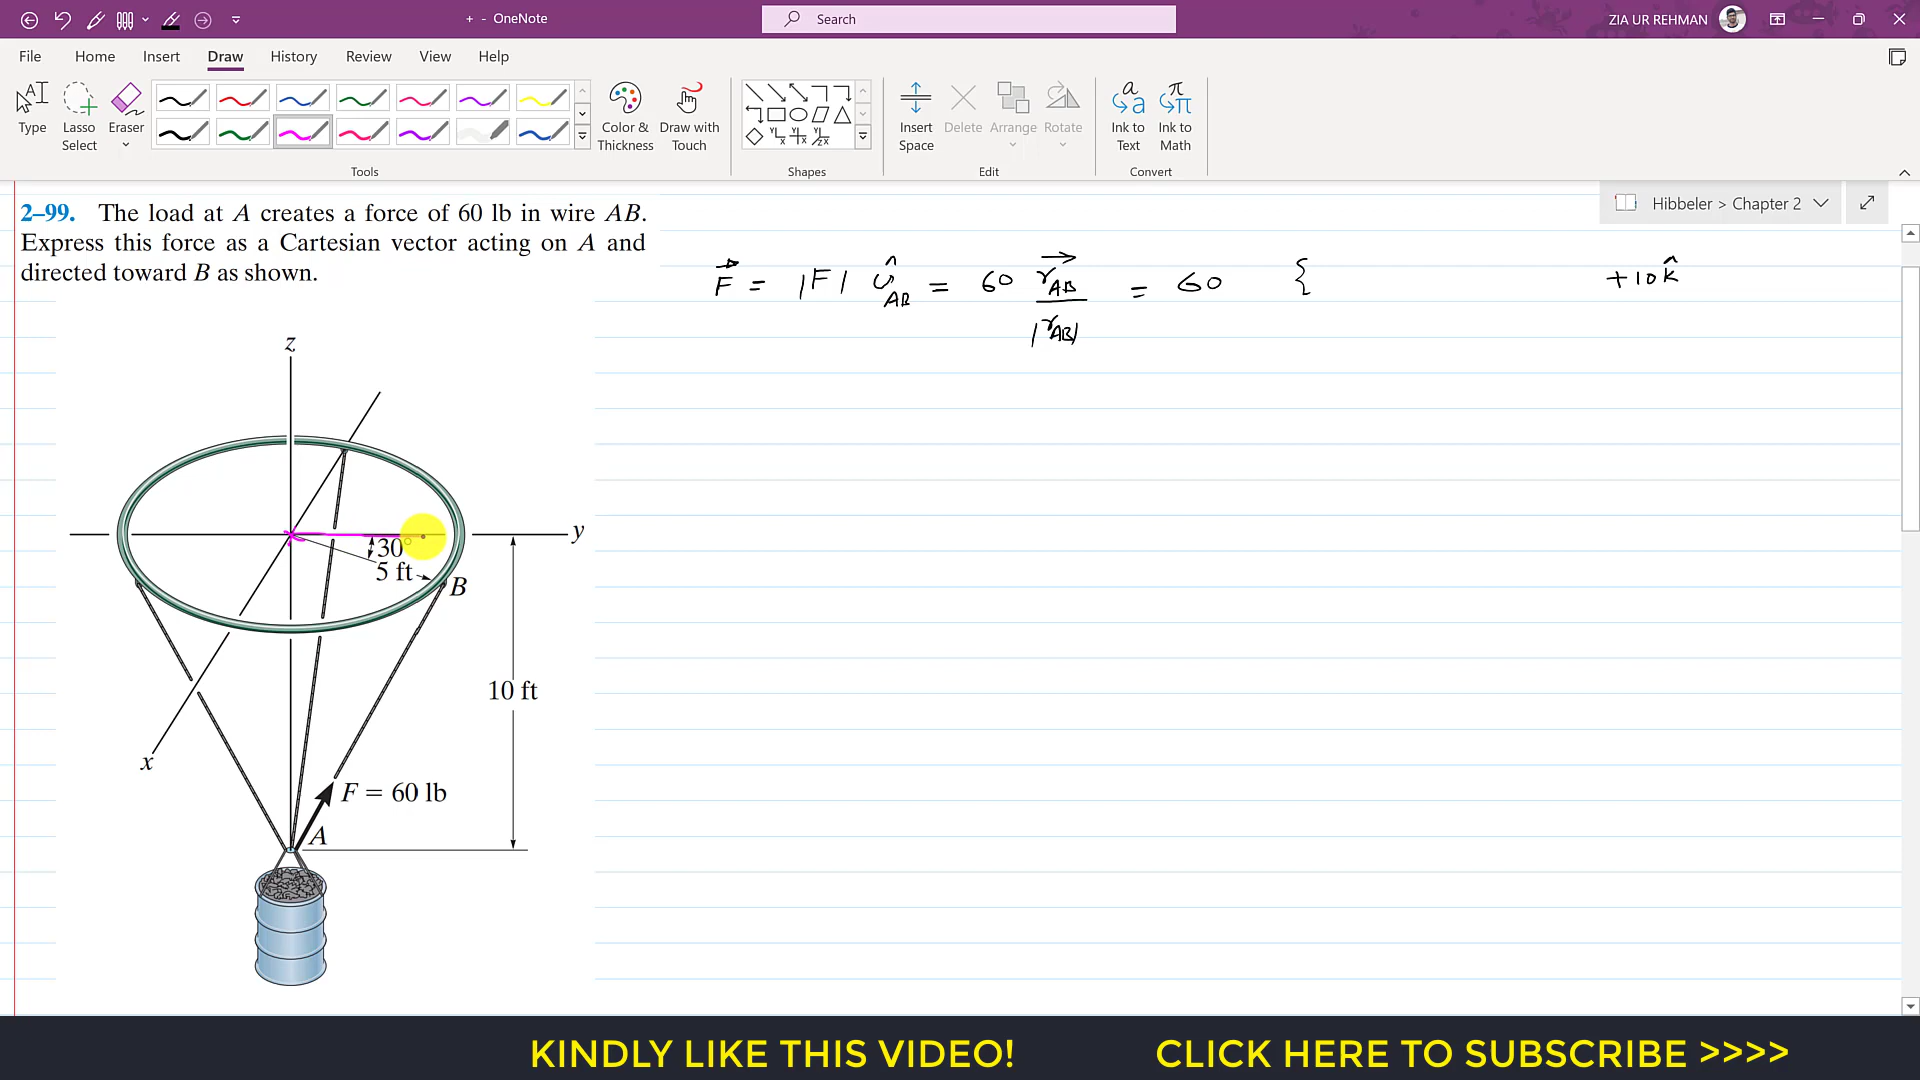 + - OneNote
Search
ZIA UR REHMAN
File Home Insert Draw History Review View Help
Type
Lasso Select
Eraser
Color & Thickness
Draw with Touch
Insert Space
Delete
Arrange
Rotate
Ink to Text
Ink to Math
Tools
Shapes
Edit
Convert
Hibbeler > Chapter 2
2–99. The load at A creates a force of 60 lb in wire AB.
Express this force as a Cartesian vector acting on A and
directed toward B as shown.
F = |F| u AB = 60 rAB / |rAB| = 60 { +10k
z
y
30°
5 ft
B
10 ft
x
F = 60 lb
A
KINDLY LIKE THIS VIDEO!
CLICK HERE TO SUBSCRIBE >>>>